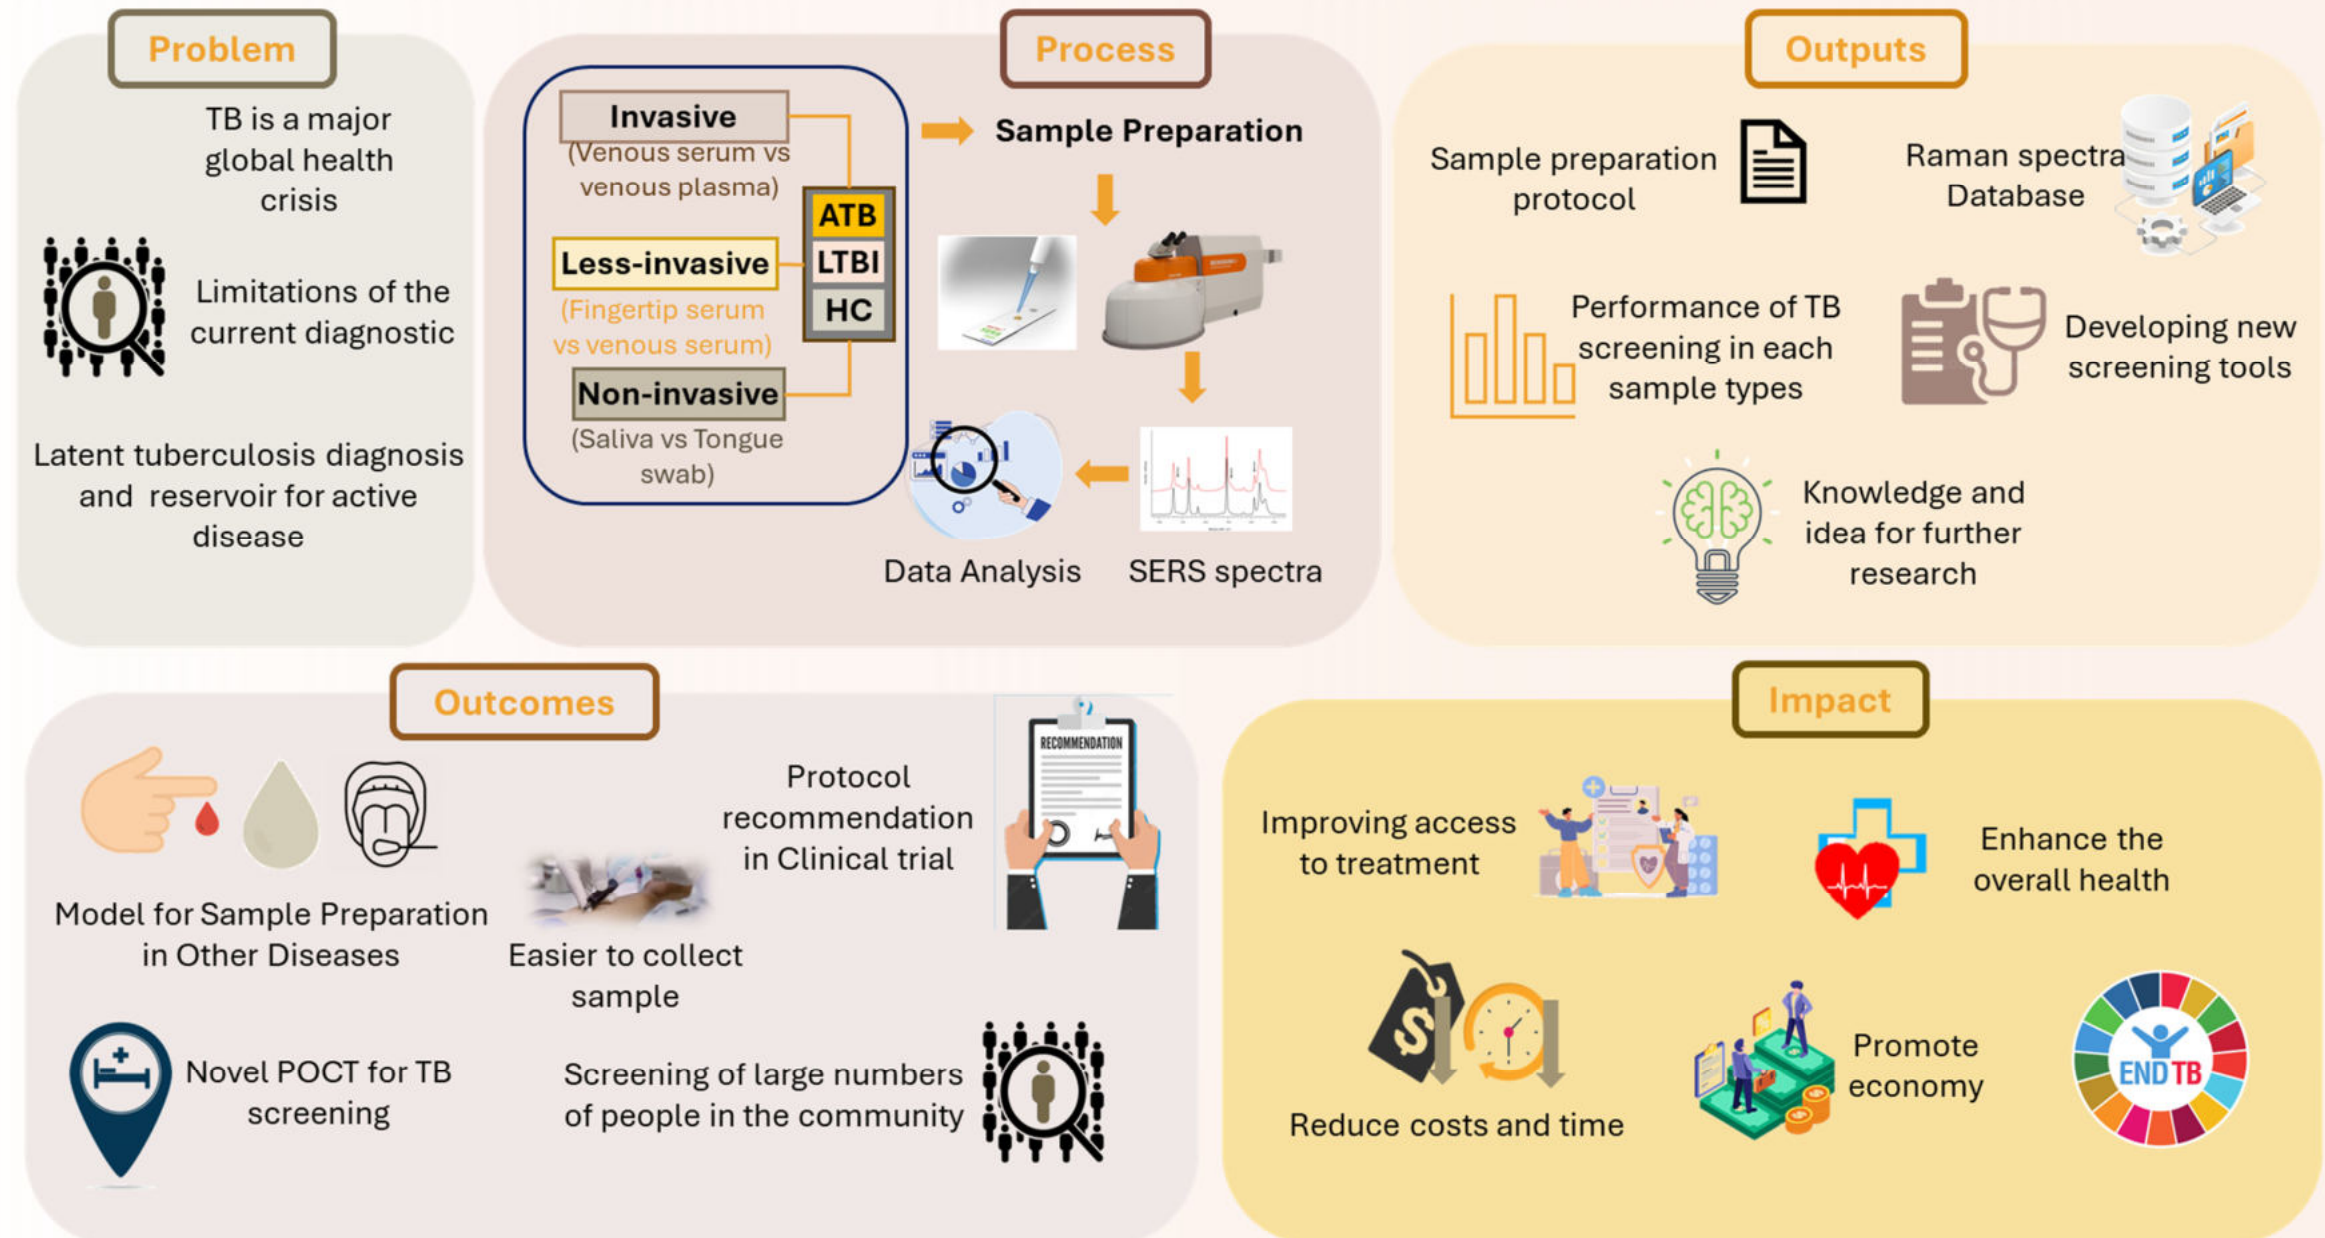 Problem
TB is a major
global health
crisis
Limitations of the
current diagnostic
Latent tuberculosis diagnosis
and reservoir for active
disease
Process
Invasive
(Venous serum vs
venous plasma)
Less-invasive
(Fingertip serum
vs venous serum)
Non-invasive
(Saliva vs Tongue
swab)
ATB
LTBI
HC
Sample Preparation
Data Analysis
SERS spectra
Outputs
Sample preparation
protocol
Raman spectra
Database
Performance of TB
screening in each
sample types
Developing new
screening tools
Knowledge and
idea for further
research
Outcomes
Model for Sample Preparation
in Other Diseases
Easier to collect
sample
Protocol
recommendation
in Clinical trial
RECOMMENDATION
Novel POCT for TB
screening
Screening of large numbers
of people in the community
Impact
Improving access
to treatment
Enhance the
overall health
$
Reduce costs and time
Promote
economy
END TB